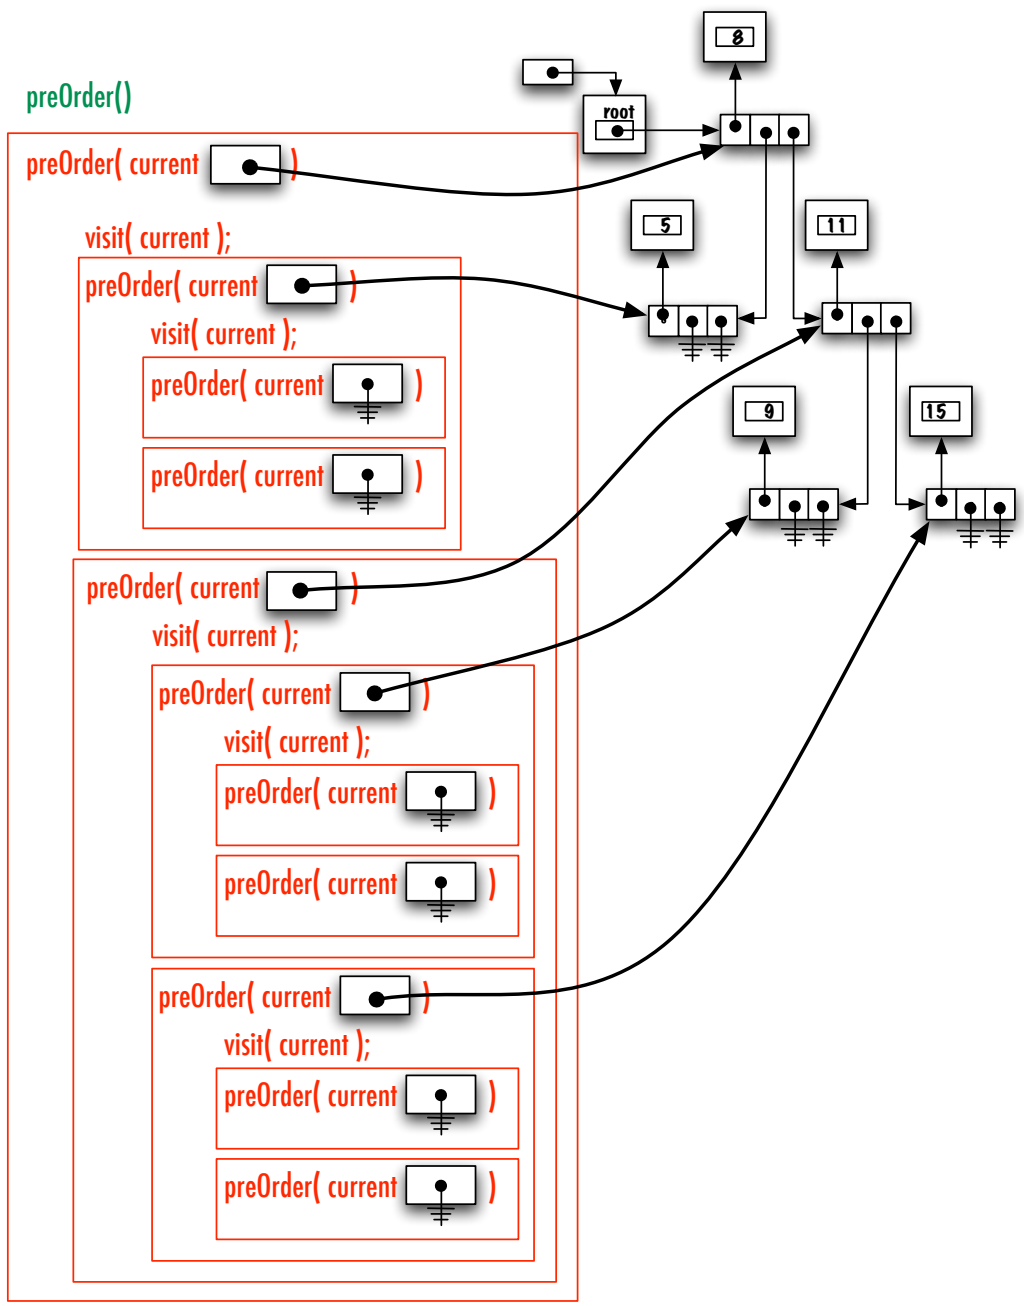 8
preOrder()
root
preOrder( current )
5
11
visit( current );
preOrder( current )
visit( current );
preOrder( current )
9
15
preOrder( current )
preOrder( current )
visit( current );
preOrder( current )
visit( current );
preOrder( current )
preOrder( current )
preOrder( current )
visit( current );
preOrder( current )
preOrder( current )